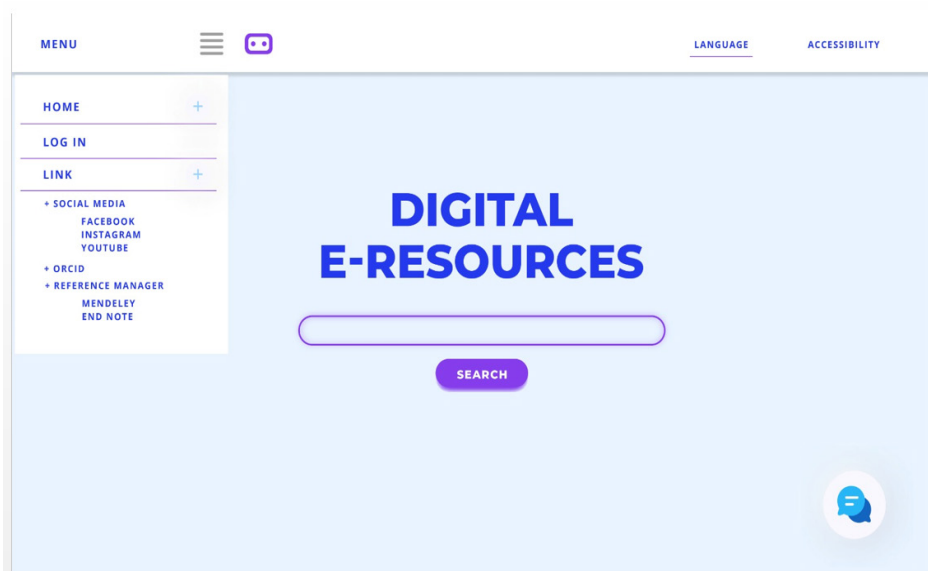 MENU
LANGUAGE
ACCESSIBILITY
HOME +
LOG IN
LINK +
+ SOCIAL MEDIA
FACEBOOK
INSTAGRAM
YOUTUBE
+ ORCID
+ REFERENCE MANAGER
MENDELEY
END NOTE
DIGITAL
E-RESOURCES
SEARCH